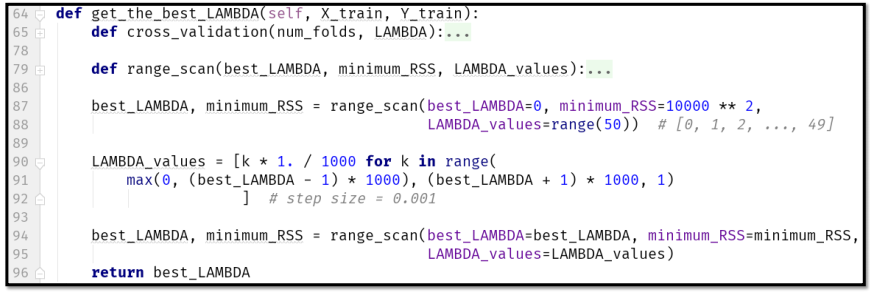 64 def get_the_best_LAMBDA(self, X_train, Y_train):
65 def cross_validation(num_folds, LAMBDA):...
78
79 def range_scan(best_LAMBDA, minimum_RSS, LAMBDA_values):...
86
87 best_LAMBDA, minimum_RSS = range_scan(best_LAMBDA=0, minimum_RSS=10000 ** 2,
88 LAMBDA_values=range(50)) # [0, 1, 2, ..., 49]
89
90 LAMBDA_values = [k * 1. / 1000 for k in range(
91 max(0, (best_LAMBDA - 1) * 1000), (best_LAMBDA + 1) * 1000, 1)
92 ] # step size = 0.001
93
94 best_LAMBDA, minimum_RSS = range_scan(best_LAMBDA=best_LAMBDA, minimum_RSS=minimum_RSS,
95 LAMBDA_values=LAMBDA_values)
96 return best_LAMBDA